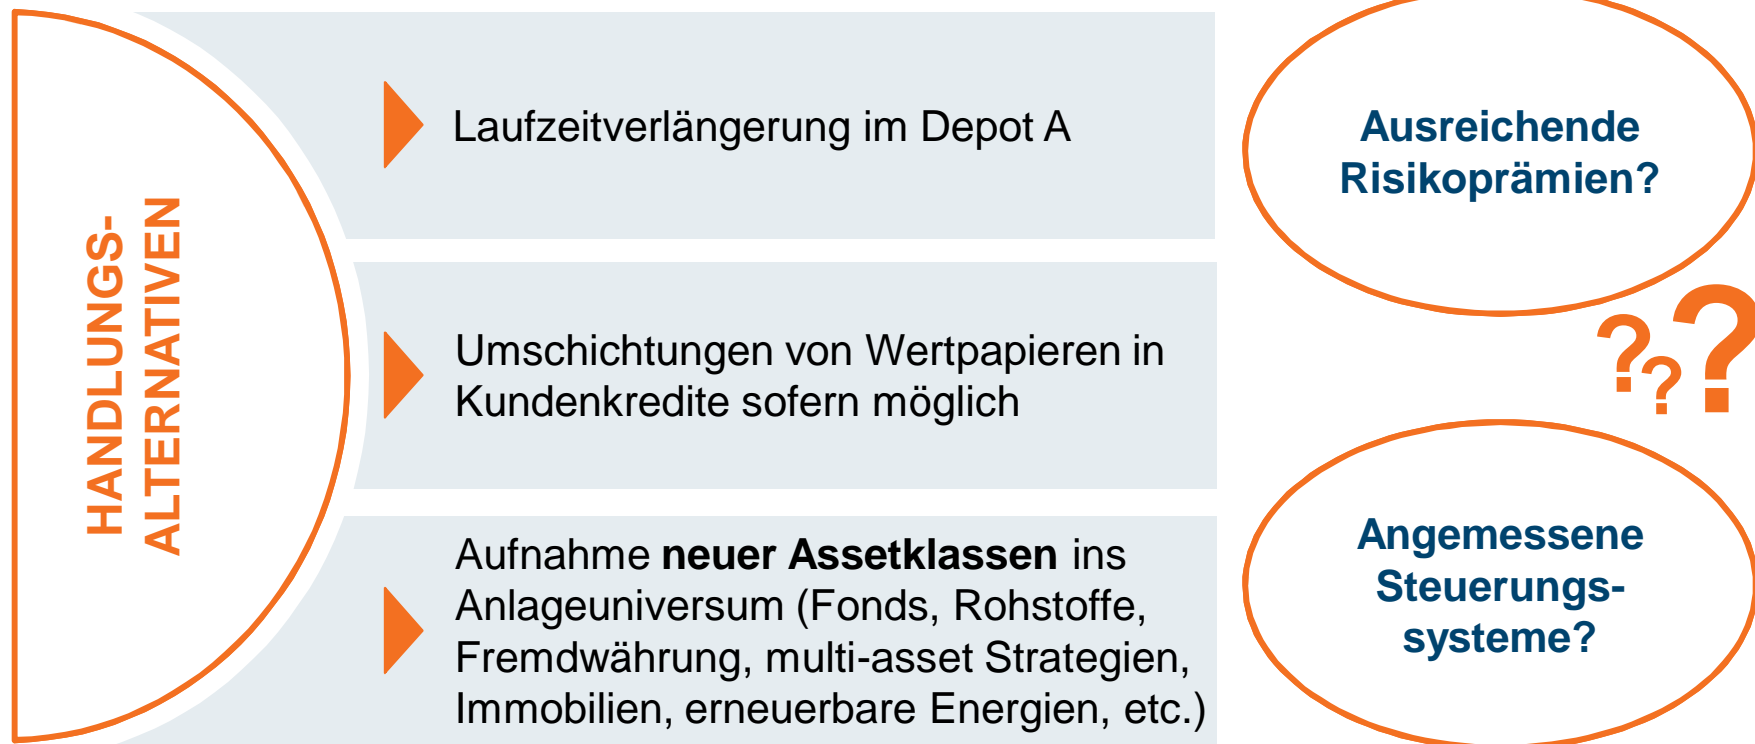 HANDLUNGS-
ALTERNATIVEN
Laufzeitverlängerung im Depot A
Umschichtungen von Wertpapieren in
Kundenkredite sofern möglich
Aufnahme neuer Assetklassen ins
Anlageuniversum (Fonds, Rohstoffe,
Fremdwährung, multi-asset Strategien,
Immobilien, erneuerbare Energien, etc.)
Ausreichende
Risikoprämien?
???
Angemessene
Steuerungs-
systeme?